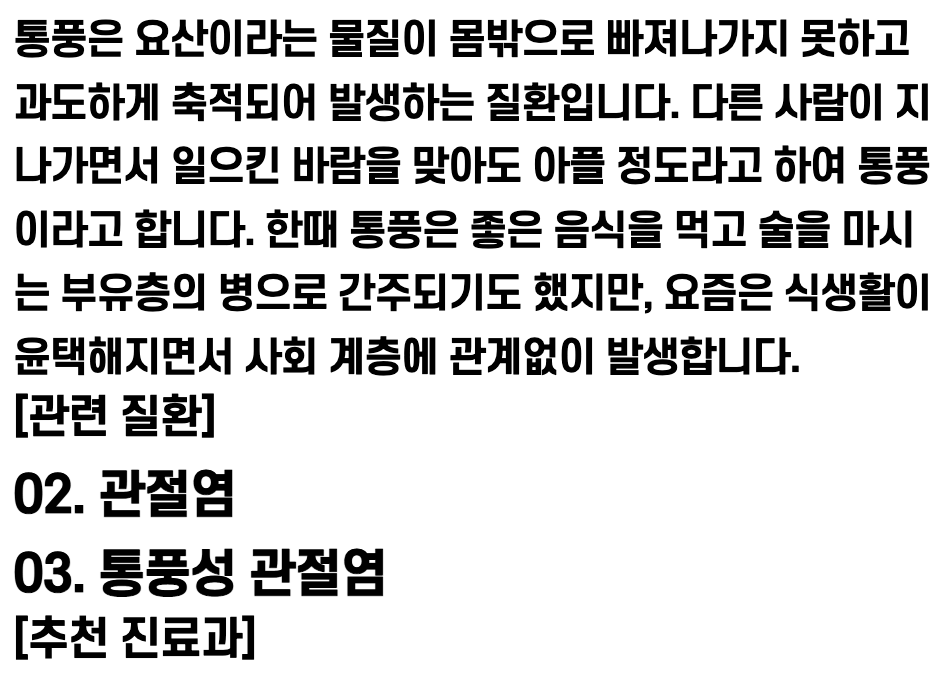 통풍은 요산이라는 물질이 몸밖으로 빠져나가지 못하고
과도하게 축적되어 발생하는 질환입니다. 다른 사람이 지
나가면서 일으킨 바람을 맞아도 아플 정도라고 하여 통풍
이라고 합니다. 한때 통풍은 좋은 음식을 먹고 술을 마시
는 부유층의 병으로 간주되기도 했지만, 요즘은 식생활이
윤택해지면서 사회 계층에 관계없이 발생합니다.
[관련 질환]
02. 관절염
03. 통풍성 관절염
[추천 진료과]